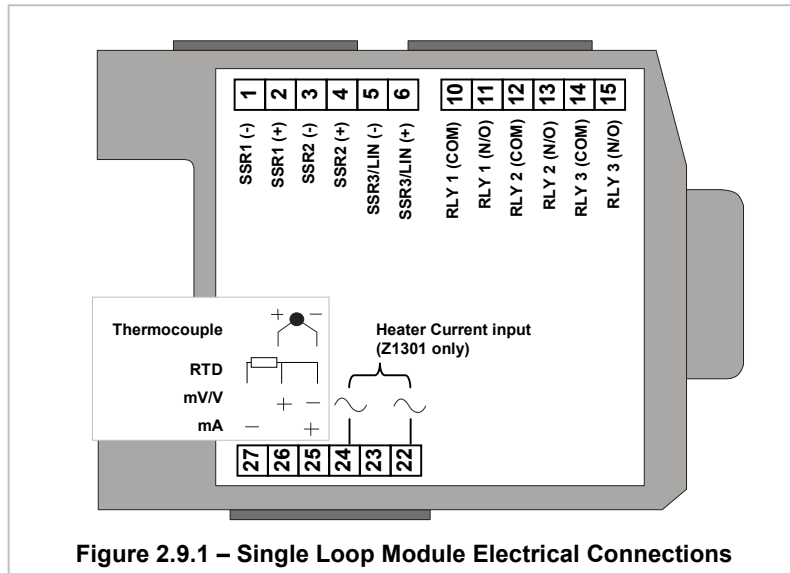 1 2 3 4 5 6 10 11 12 13 14 15
SSR1 (-)
SSR1 (+)
SSR2 (-)
SSR2 (+)
SSR3/LIN (-)
SSR3/LIN (+)
RLY 1 (COM)
RLY 1 (N/O)
RLY 2 (COM)
RLY 2 (N/O)
RLY 3 (COM)
RLY 3 (N/O)
Thermocouple + −
Heater Current input
(Z1301 only)
RTD
mV/V + −
mA − +
27 26 25 24 23 22
Figure 2.9.1 – Single Loop Module Electrical Connections